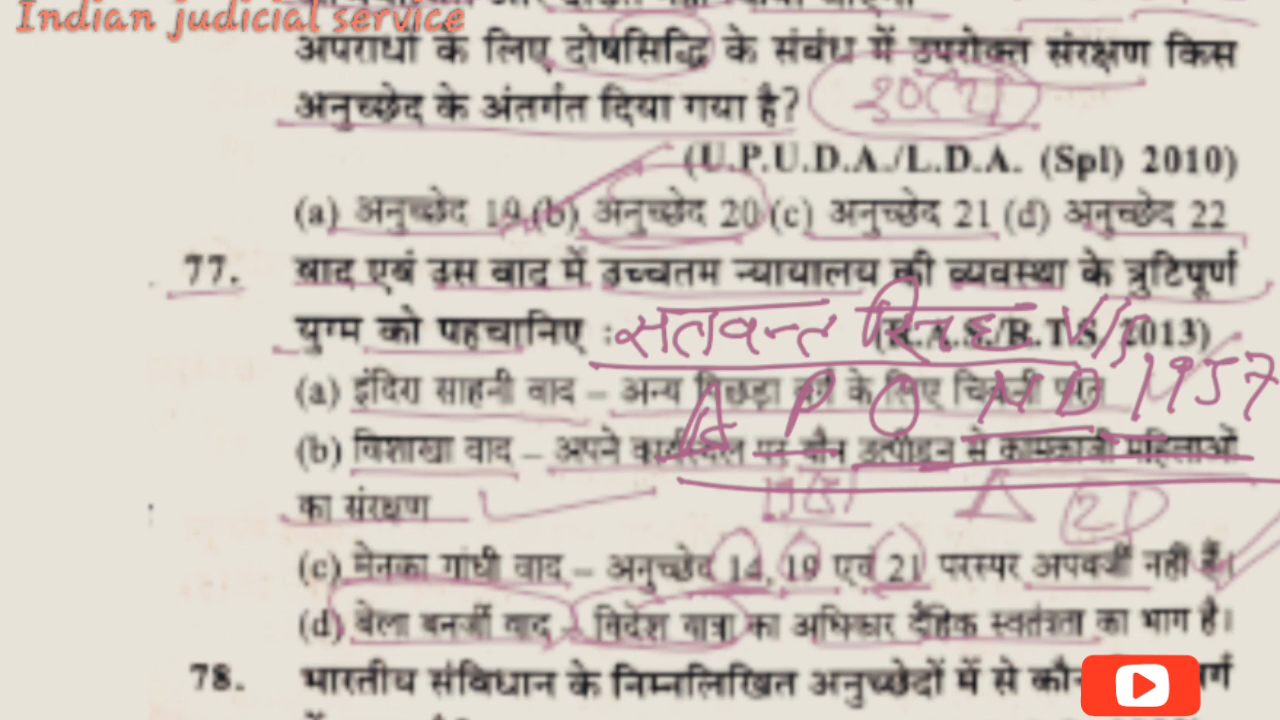 Indian judicial service
अपराधों के लिए दोषसिद्धि के संबंध में उपरोक्त संरक्षण किस
अनुच्छेद के अंतर्गत दिया गया है?
(U.P.U.D.A./L.D.A. (Spl) 2010)
(a) अनुच्छेद 19 (b) अनुच्छेद 20 (c) अनुच्छेद 21 (d) अनुच्छेद 22
77. वाद एवं उस वाद में उच्चतम न्यायालय की व्यवस्था के त्रुटिपूर्ण
युग्म को पहचानिए : (R.A.S./R.T.S. 2013)
सतवन्त सिंह V/s
(a) इंदिरा साहनी वाद – अन्य पिछड़ा वर्ग के लिए
A P O N D 1957
(b) विशाखा वाद – अपने कार्यस्थल पर यौन उत्पीड़न से कामकाजी महिलाओं
का संरक्षण
(c) मेनका गांधी वाद – अनुच्छेद 14, 19 एवं 21 परस्पर अपवर्जी नहीं हैं।
(d) बेला बनर्जी वाद – विदेश यात्रा का अधिकार दैहिक स्वतंत्रता का भाग है।
78. भारतीय संविधान के निम्नलिखित अनुच्छेदों में से